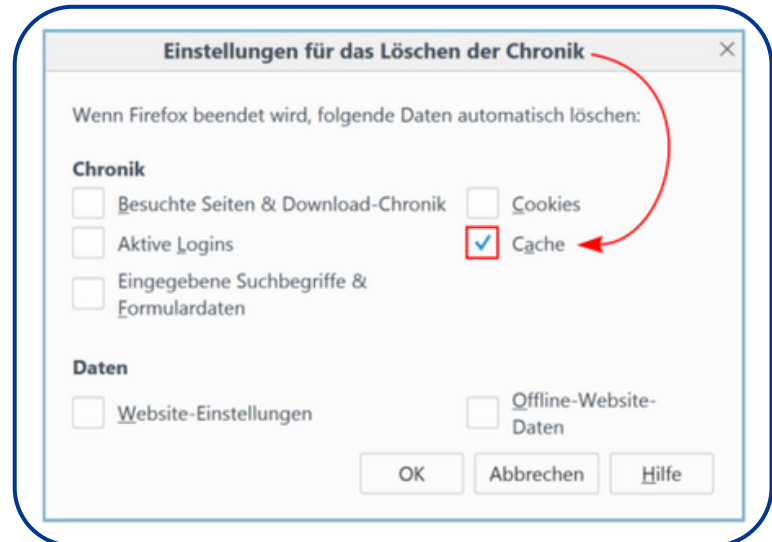 Einstellungen für das Löschen der Chronik
Wenn Firefox beendet wird, folgende Daten automatisch löschen:
Chronik
Besuchte Seiten & Download-Chronik
Cookies
Aktive Logins
Cache
Eingegebene Suchbegriffe &
Formulardaten
Daten
Website-Einstellungen
Offline-Website-
Daten
OK
Abbrechen
Hilfe